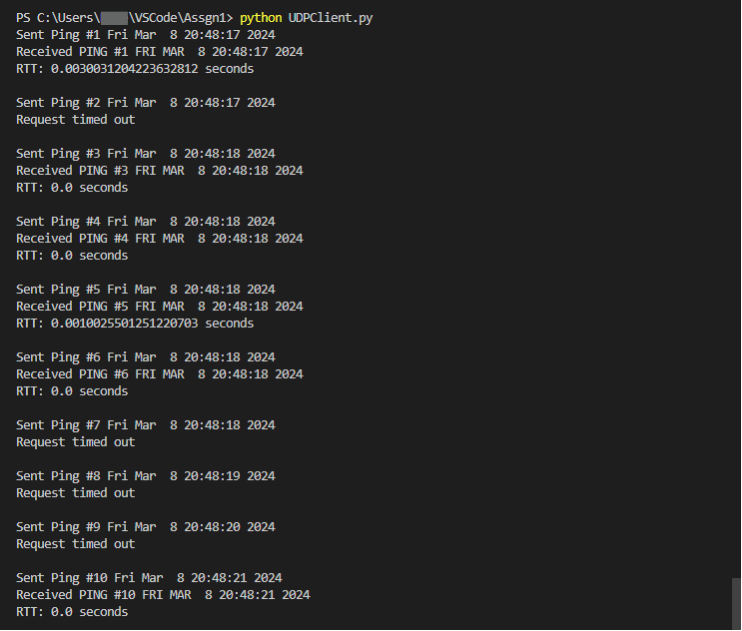 PS C:\Users\    \VSCode\Assgn1> python UDPClient.py
Sent Ping #1 Fri Mar  8 20:48:17 2024
Received PING #1 FRI MAR  8 20:48:17 2024
RTT: 0.0030031204223632812 seconds
Sent Ping #2 Fri Mar  8 20:48:17 2024
Request timed out
Sent Ping #3 Fri Mar  8 20:48:18 2024
Received PING #3 FRI MAR  8 20:48:18 2024
RTT: 0.0 seconds
Sent Ping #4 Fri Mar  8 20:48:18 2024
Received PING #4 FRI MAR  8 20:48:18 2024
RTT: 0.0 seconds
Sent Ping #5 Fri Mar  8 20:48:18 2024
Received PING #5 FRI MAR  8 20:48:18 2024
RTT: 0.0010025501251220703 seconds
Sent Ping #6 Fri Mar  8 20:48:18 2024
Received PING #6 FRI MAR  8 20:48:18 2024
RTT: 0.0 seconds
Sent Ping #7 Fri Mar  8 20:48:18 2024
Request timed out
Sent Ping #8 Fri Mar  8 20:48:19 2024
Request timed out
Sent Ping #9 Fri Mar  8 20:48:20 2024
Request timed out
Sent Ping #10 Fri Mar  8 20:48:21 2024
Received PING #10 FRI MAR  8 20:48:21 2024
RTT: 0.0 seconds